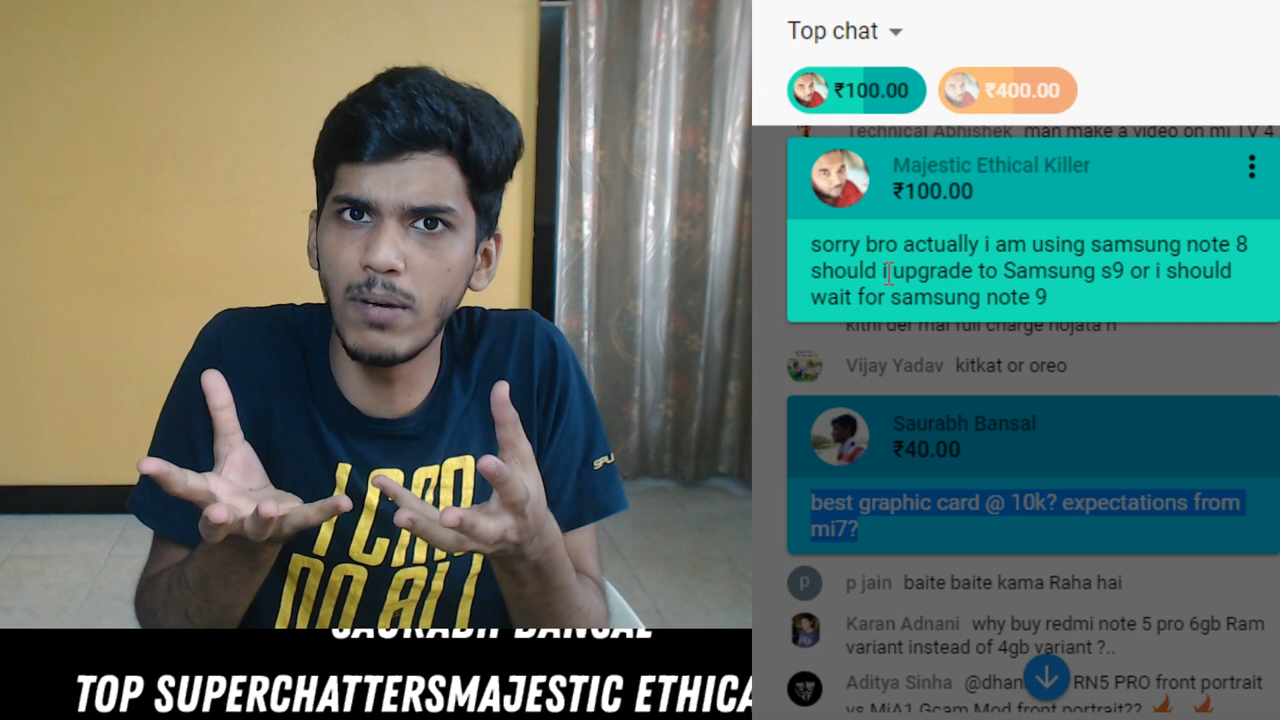 Top chat
₹100.00
₹400.00
Technical Abhishek man make a video on mi TV 4
Majestic Ethical Killer
₹100.00
sorry bro actually i am using samsung note 8
should i upgrade to Samsung s9 or i should
wait for samsung note 9
kithi der mai full charge hojata h
Vijay Yadav kitkat or oreo
Saurabh Bansal
₹40.00
best graphic card @ 10k? expectations from
mi7?
p jain baite baite kama Raha hai
Karan Adnani why buy redmi note 5 pro 6gb Ram
variant instead of 4gb variant ?..
Aditya Sinha @dhan RN5 PRO front portrait
vs MiA1 Gcam Mod front portrait??
I CAN
DO ALL
SAURABH BANSAL
TOP SUPERCHATTERSMAJESTIC ETHICA